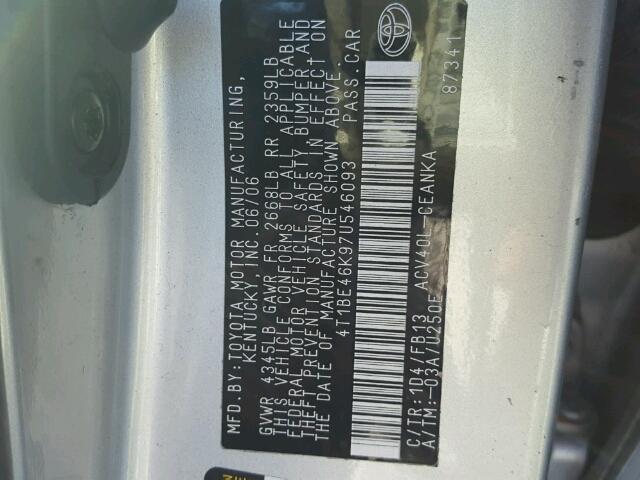 MFD.BY: TOYOTA MOTOR MANUFACTURING,
KENTUCKY, INC. 06/06
GVWR 4345LB GAWR FR 2668LB RR 2359LB
THIS VEHICLE CONFORMS TO ALL APPLICABLE
FEDERAL MOTOR VEHICLE SAFETY, BUMPER, AND
THEFT PREVENTION STANDARDS IN EFFECT ON
THE DATE OF MANUFACTURE SHOWN ABOVE.
4T1BE46K97U546093 PASS.CAR
C/TR:1D4/FB13 ACV40L-CEANKA
A/TM:-03A/U250E 87341